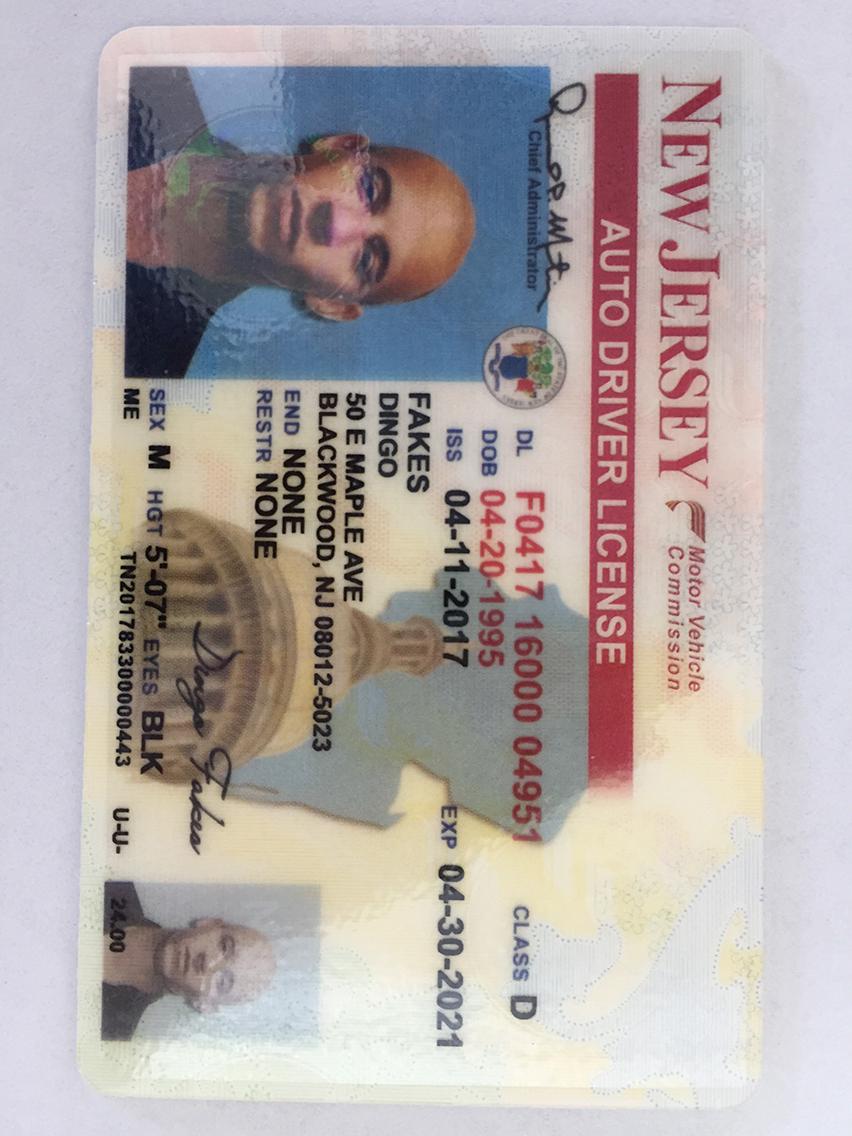 NEW JERSEY
Motor Vehicle
Commission
AUTO DRIVER LICENSE
Chief Administrator
DL F0417 16000 04951 CLASS D
DOB 04-20-1995
ISS 04-11-2017 EXP 04-30-2021
FAKES
DINGO
50 E MAPLE AVE
BLACKWOOD, NJ 08012-5023
END NONE
RESTR NONE
Dingo Fakes
SEX M HGT 5'-07" EYES BLK
ME TN201783300000443 U-U- 24.00